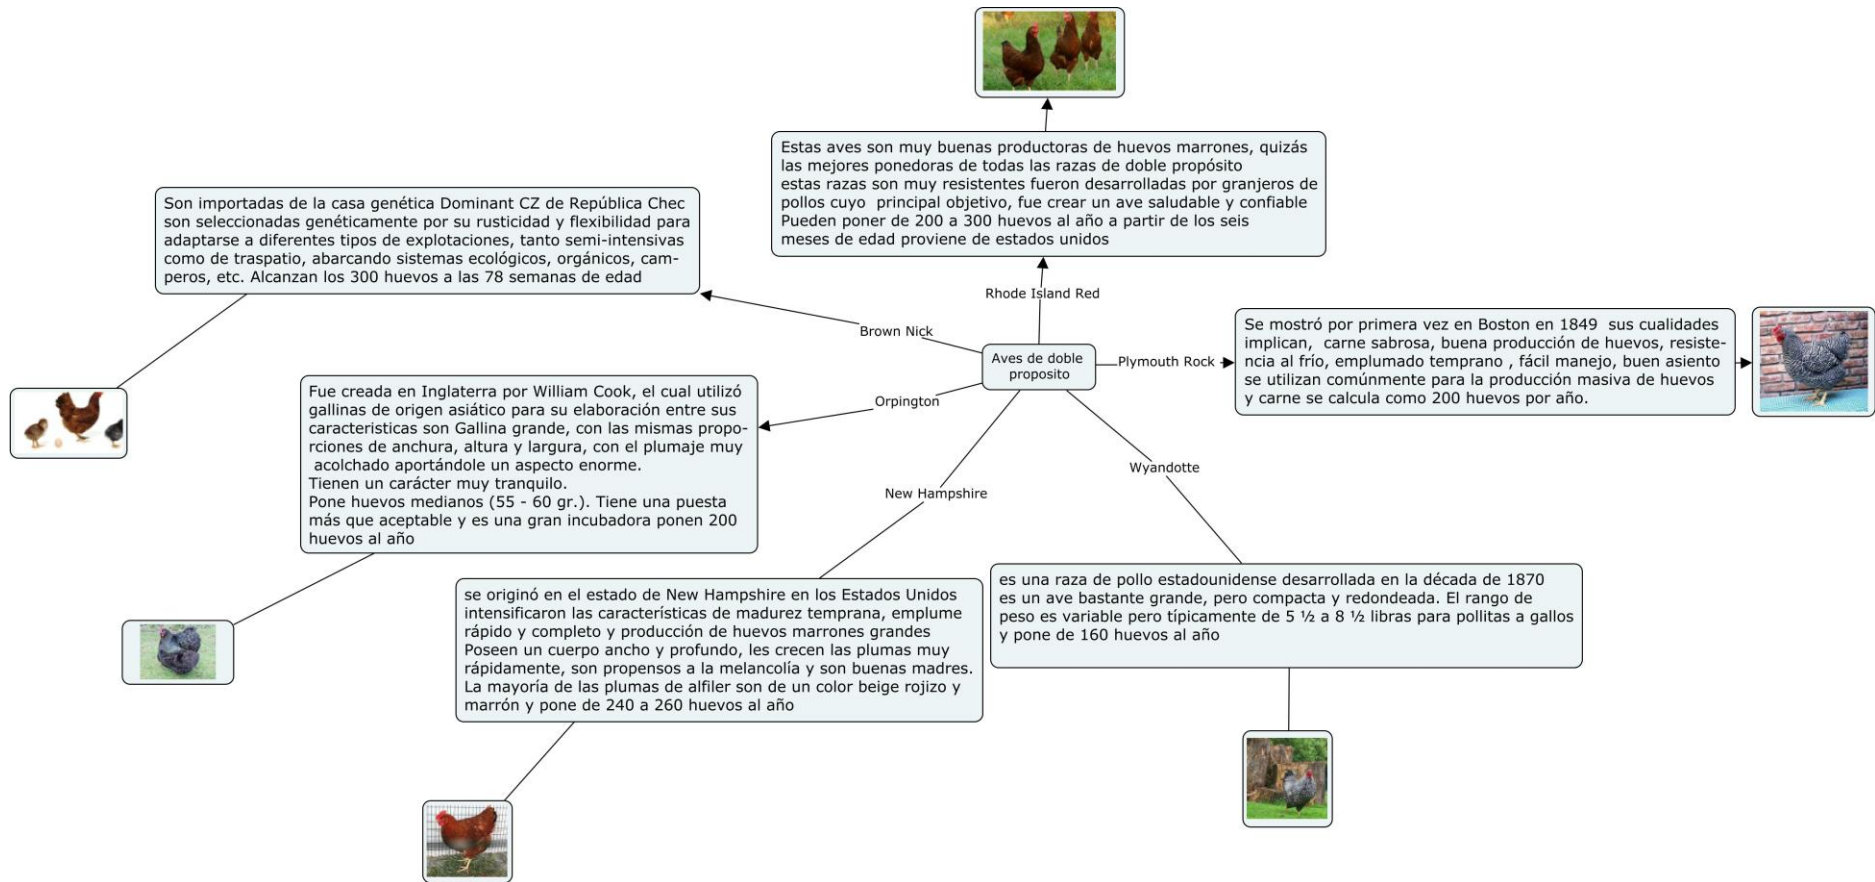 Estas aves son muy buenas productoras de huevos marrones, quizás
las mejores ponedoras de todas las razas de doble propósito
estas razas son muy resistentes fueron desarrolladas por granjeros de
pollos cuyo  principal objetivo, fue crear un ave saludable y confiable
Pueden poner de 200 a 300 huevos al año a partir de los seis
meses de edad proviene de estados unidos
Son importadas de la casa genética Dominant CZ de República Chec
son seleccionadas genéticamente por su rusticidad y flexibilidad para
adaptarse a diferentes tipos de explotaciones, tanto semi-intensivas
como de traspatio, abarcando sistemas ecológicos, orgánicos, cam-
peros, etc. Alcanzan los 300 huevos a las 78 semanas de edad
Rhode Island Red
Brown Nick
Aves de doble
proposito
Plymouth Rock
Se mostró por primera vez en Boston en 1849  sus cualidades
implican,  carne sabrosa, buena producción de huevos, resiste-
ncia al frío, emplumado temprano , fácil manejo, buen asiento
se utilizan comúnmente para la producción masiva de huevos
y carne se calcula como 200 huevos por año.
Orpington
Fue creada en Inglaterra por William Cook, el cual utilizó
gallinas de origen asiático para su elaboración entre sus
caracteristicas son Gallina grande, con las mismas propo-
rciones de anchura, altura y largura, con el plumaje muy
acolchado aportándole un aspecto enorme.
Tienen un carácter muy tranquilo.
Pone huevos medianos (55 - 60 gr.). Tiene una puesta
más que aceptable y es una gran incubadora ponen 200
huevos al año
Wyandotte
New Hampshire
se originó en el estado de New Hampshire en los Estados Unidos
intensificaron las características de madurez temprana, emplume
rápido y completo y producción de huevos marrones grandes
Poseen un cuerpo ancho y profundo, les crecen las plumas muy
rápidamente, son propensos a la melancolía y son buenas madres.
La mayoría de las plumas de alfiler son de un color beige rojizo y
marrón y pone de 240 a 260 huevos al año
es una raza de pollo estadounidense desarrollada en la década de 1870
es un ave bastante grande, pero compacta y redondeada. El rango de
peso es variable pero típicamente de 5 ½ a 8 ½ libras para pollitas a gallos
y pone de 160 huevos al año